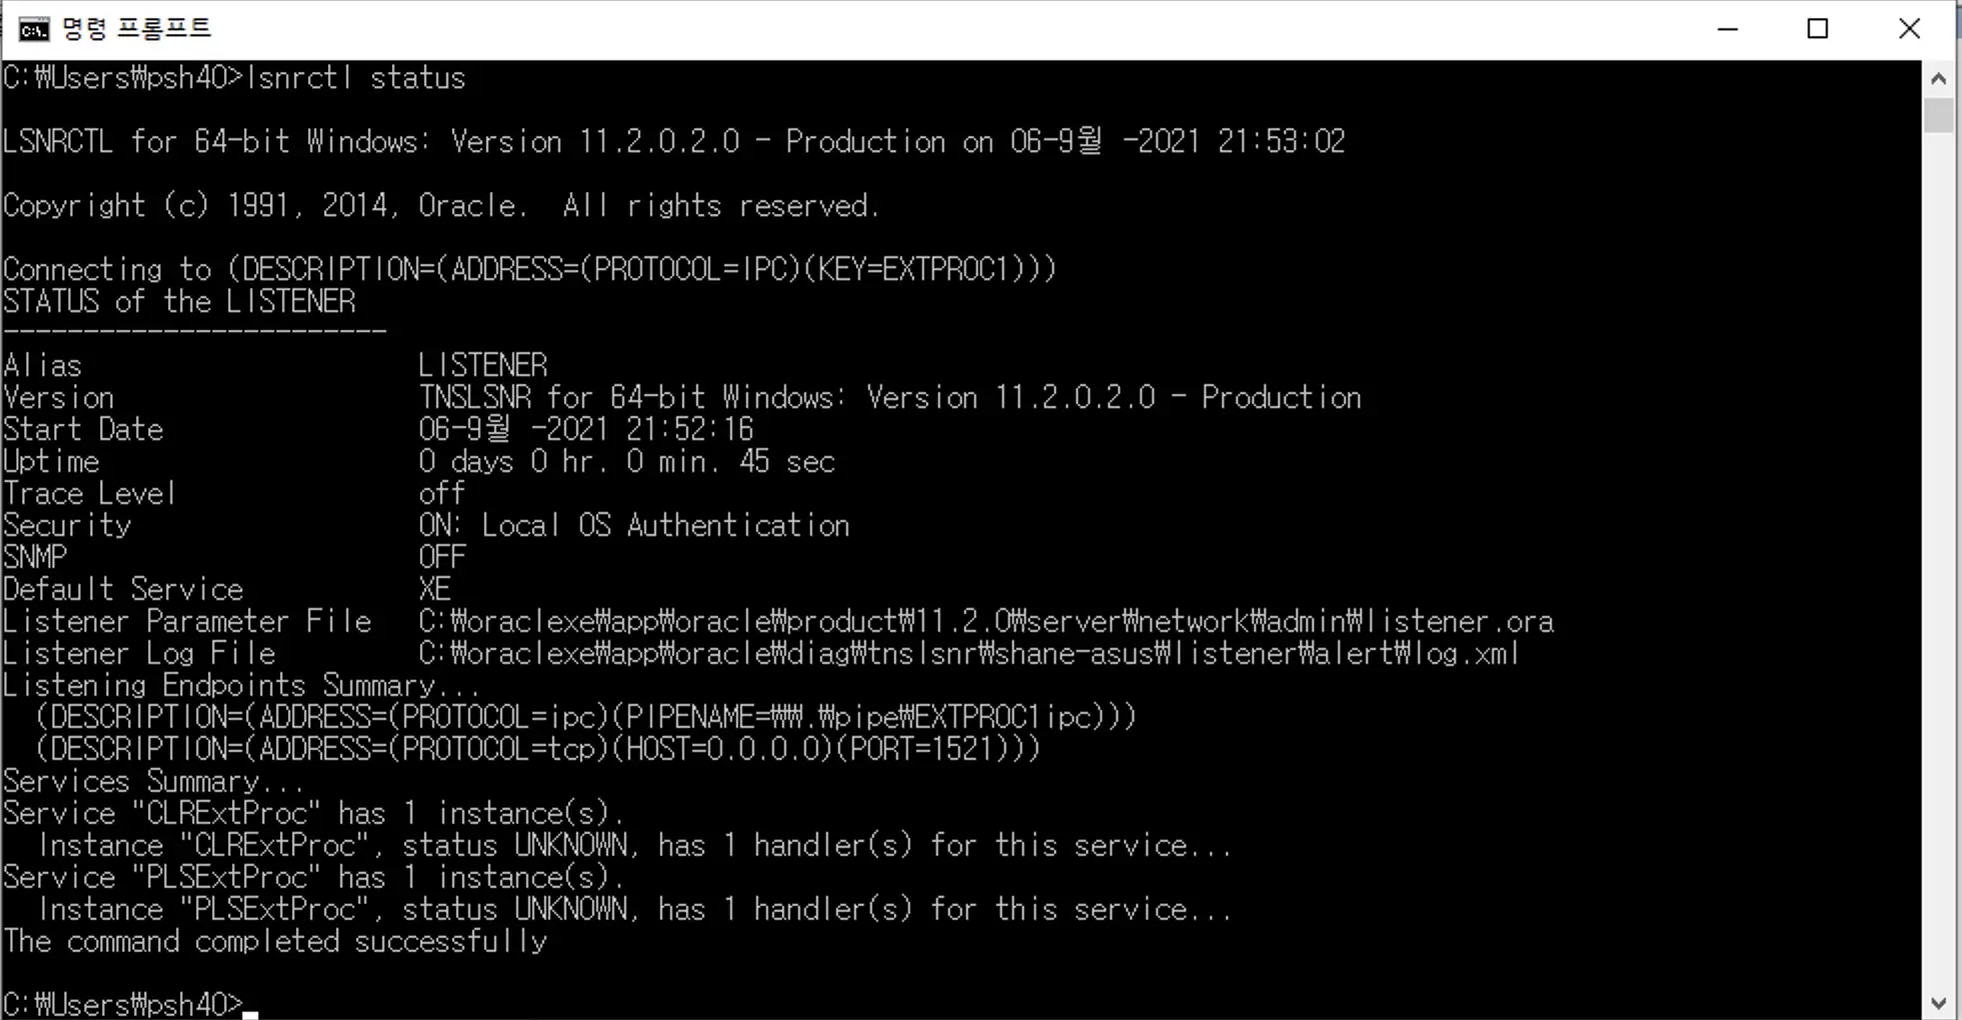 명령 프롬프트
C:₩Users₩psh40>lsnrctl status
LSNRCTL for 64-bit Windows: Version 11.2.0.2.0 - Production on 06-9월 -2021 21:53:02
Copyright (c) 1991, 2014, Oracle.  All rights reserved.
Connecting to (DESCRIPTION=(ADDRESS=(PROTOCOL=IPC)(KEY=EXTPROC1)))
STATUS of the LISTENER
------------------------
Alias                     LISTENER
Version                   TNSLSNR for 64-bit Windows: Version 11.2.0.2.0 - Production
Start Date                06-9월 -2021 21:52:16
Uptime                    0 days 0 hr. 0 min. 45 sec
Trace Level               off
Security                  ON: Local OS Authentication
SNMP                      OFF
Default Service           XE
Listener Parameter File   C:₩oraclexe₩app₩oracle₩product₩11.2.0₩server₩network₩admin₩listener.ora
Listener Log File         C:₩oraclexe₩app₩oracle₩diag₩tnslsnr₩shane-asus₩listener₩alert₩log.xml
Listening Endpoints Summary...
  (DESCRIPTION=(ADDRESS=(PROTOCOL=ipc)(PIPENAME=₩₩.₩pipe₩EXTPROC1ipc)))
  (DESCRIPTION=(ADDRESS=(PROTOCOL=tcp)(HOST=0.0.0.0)(PORT=1521)))
Services Summary...
Service "CLRExtProc" has 1 instance(s).
  Instance "CLRExtProc", status UNKNOWN, has 1 handler(s) for this service...
Service "PLSExtProc" has 1 instance(s).
  Instance "PLSExtProc", status UNKNOWN, has 1 handler(s) for this service...
The command completed successfully
C:₩Users₩psh40>